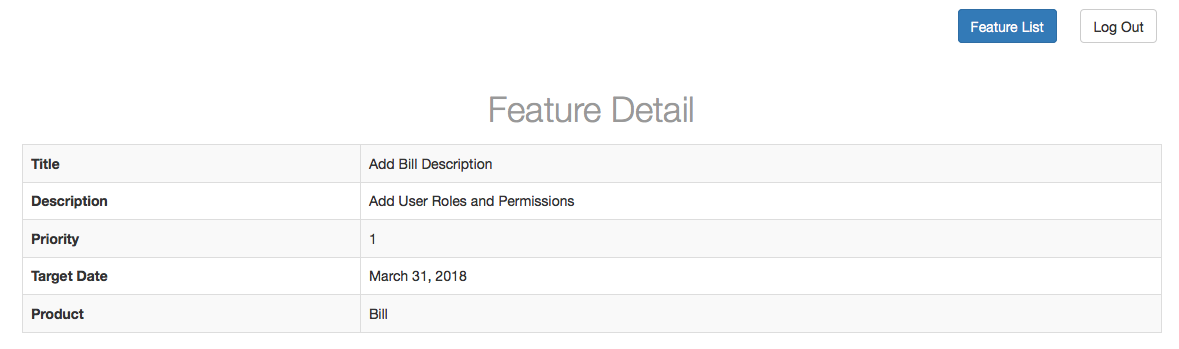 Feature List Log Out
Feature Detail
Title Add Bill Description
Description Add User Roles and Permissions
Priority 1
Target Date March 31, 2018
Product Bill